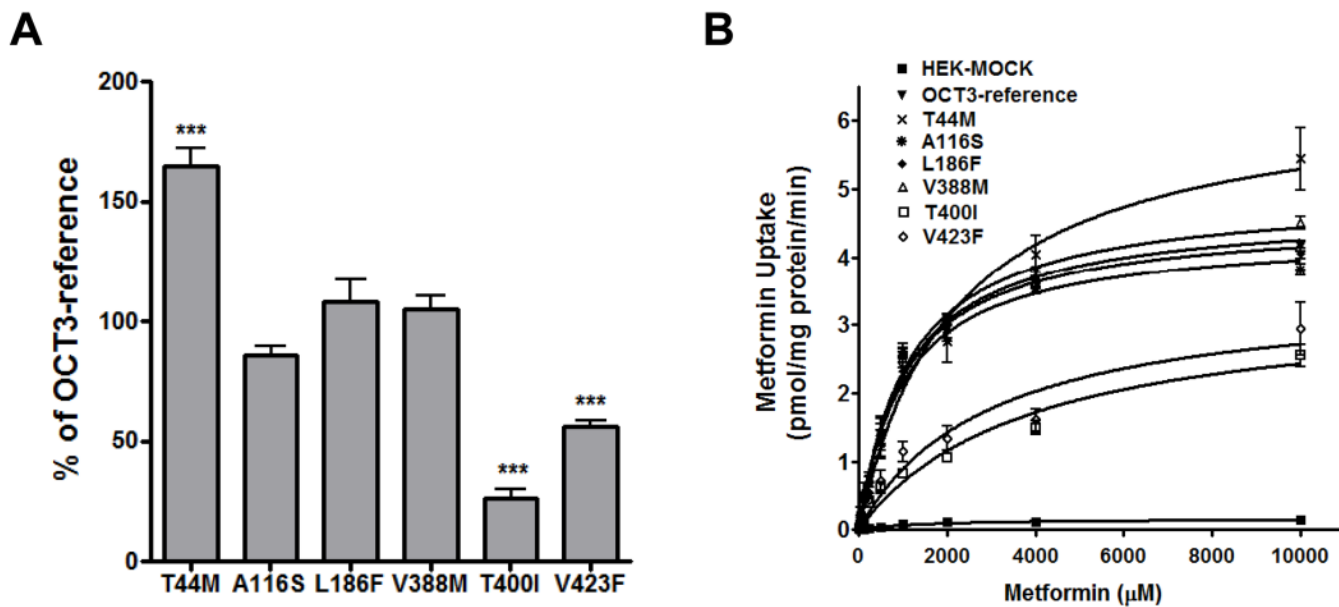 A
B
% of OCT3-reference
200
150
100
50
0
***
***
***
T44M A116S L186F V388M T400I V423F
Metformin Uptake
(pmol/mg protein/min)
6
5
4
3
2
1
0
HEK-MOCK
OCT3-reference
T44M
A116S
L186F
V388M
T400I
V423F
0 2000 4000 6000 8000 10000
Metformin (μM)